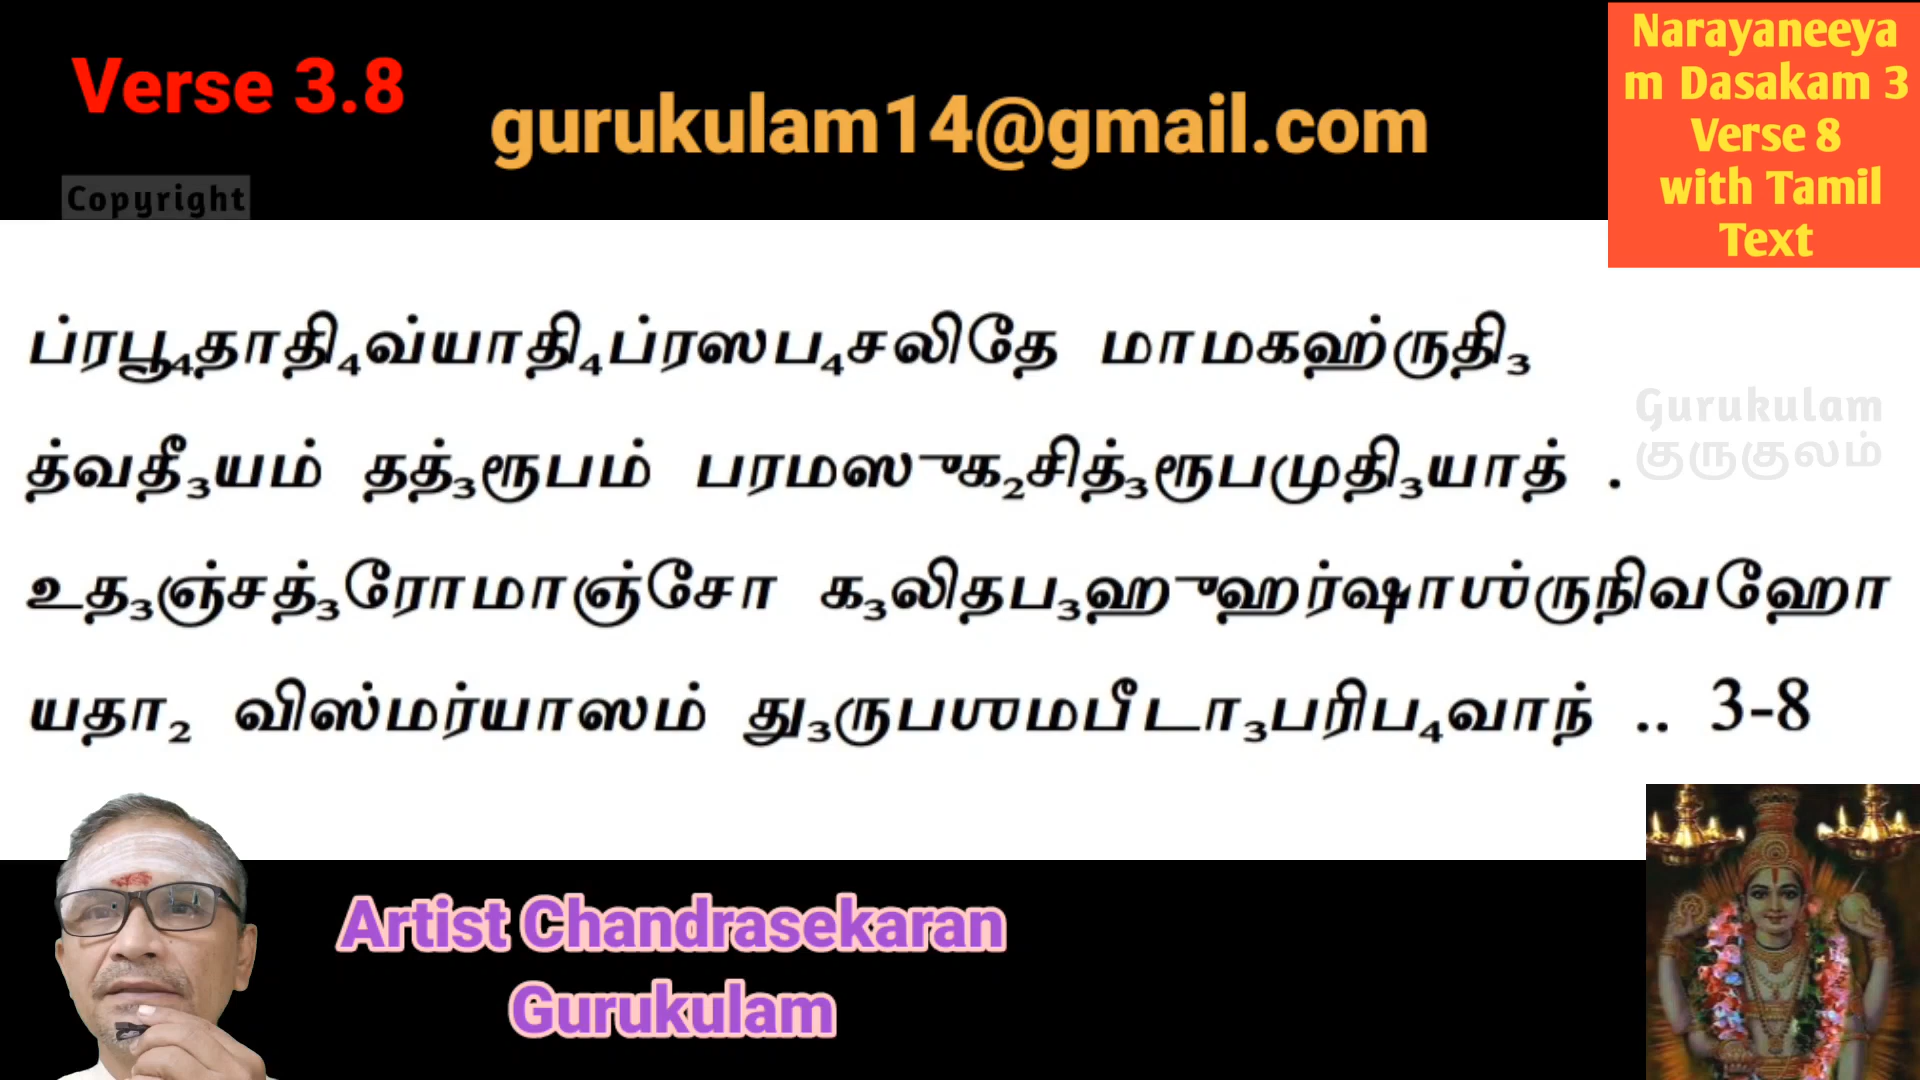 Verse 3.8
gurukulam14@gmail.com
Copyright
Narayaneeya
m Dasakam 3
Verse 8
with Tamil
Text
ப்ரபூ₄தாதி₄வ்யாதி₄ப்ரஸப₄சலிதே மாமகஹ்ருதி₃
Gurukulam
குருகுலம்
த்வதீ₃யம் தத்₃ரூபம் பரமஸுக₂சித்₃ரூபமுதி₃யாத் .
உத₃ஞ்சத்₃ரோமாஞ்சோ க₃லிதப₃ஹுஹர்ஷாஶ்ருநிவஹோ
யதா₂ விஸ்மர்யாஸம் து₃ருபஶமபீடா₃பரிப₄வாந் .. 3-8
Artist Chandrasekaran
Gurukulam